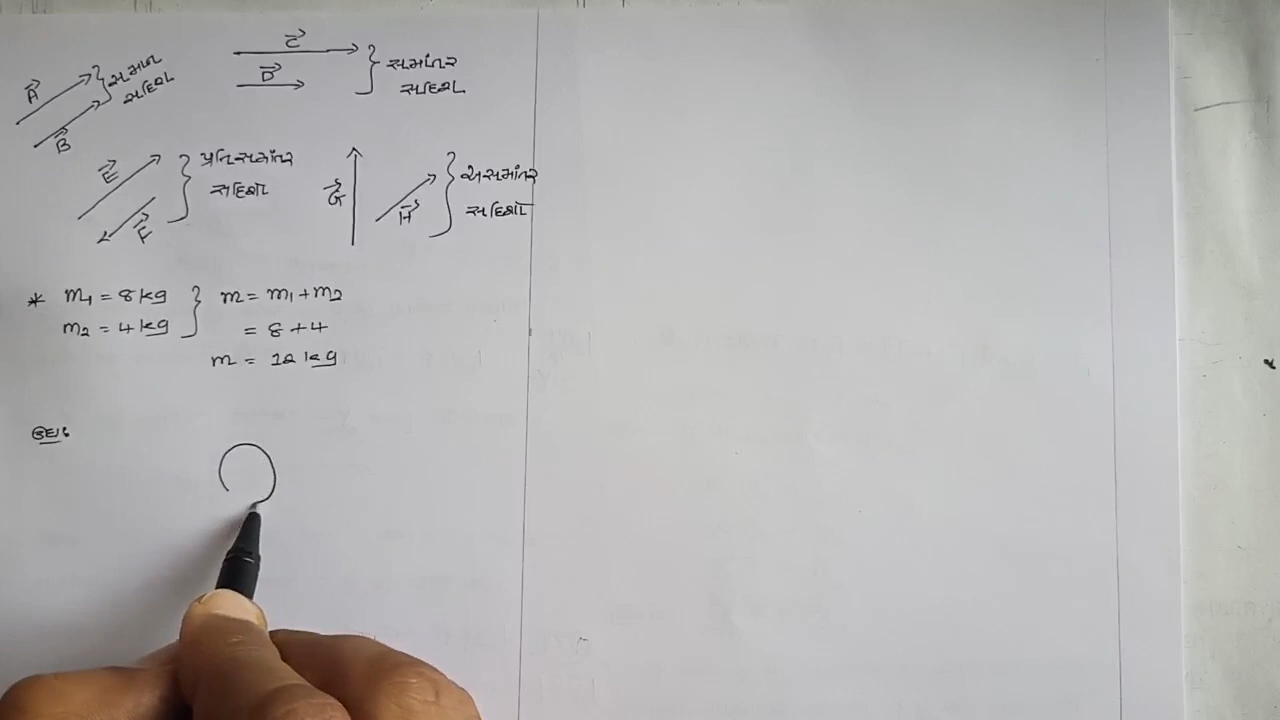 A⃗
B⃗
સમાન
સદિશ
C⃗
D⃗
સમાંતર
સદિશ
E⃗
F⃗
પ્રતિસમાંતર
સદિશો
G⃗
H⃗
અસમાંતર
સદિશો
* m₁ = 8 kg
m₂ = 4 kg
m = m₁ + m₂
= 8 + 4
m = 12 kg